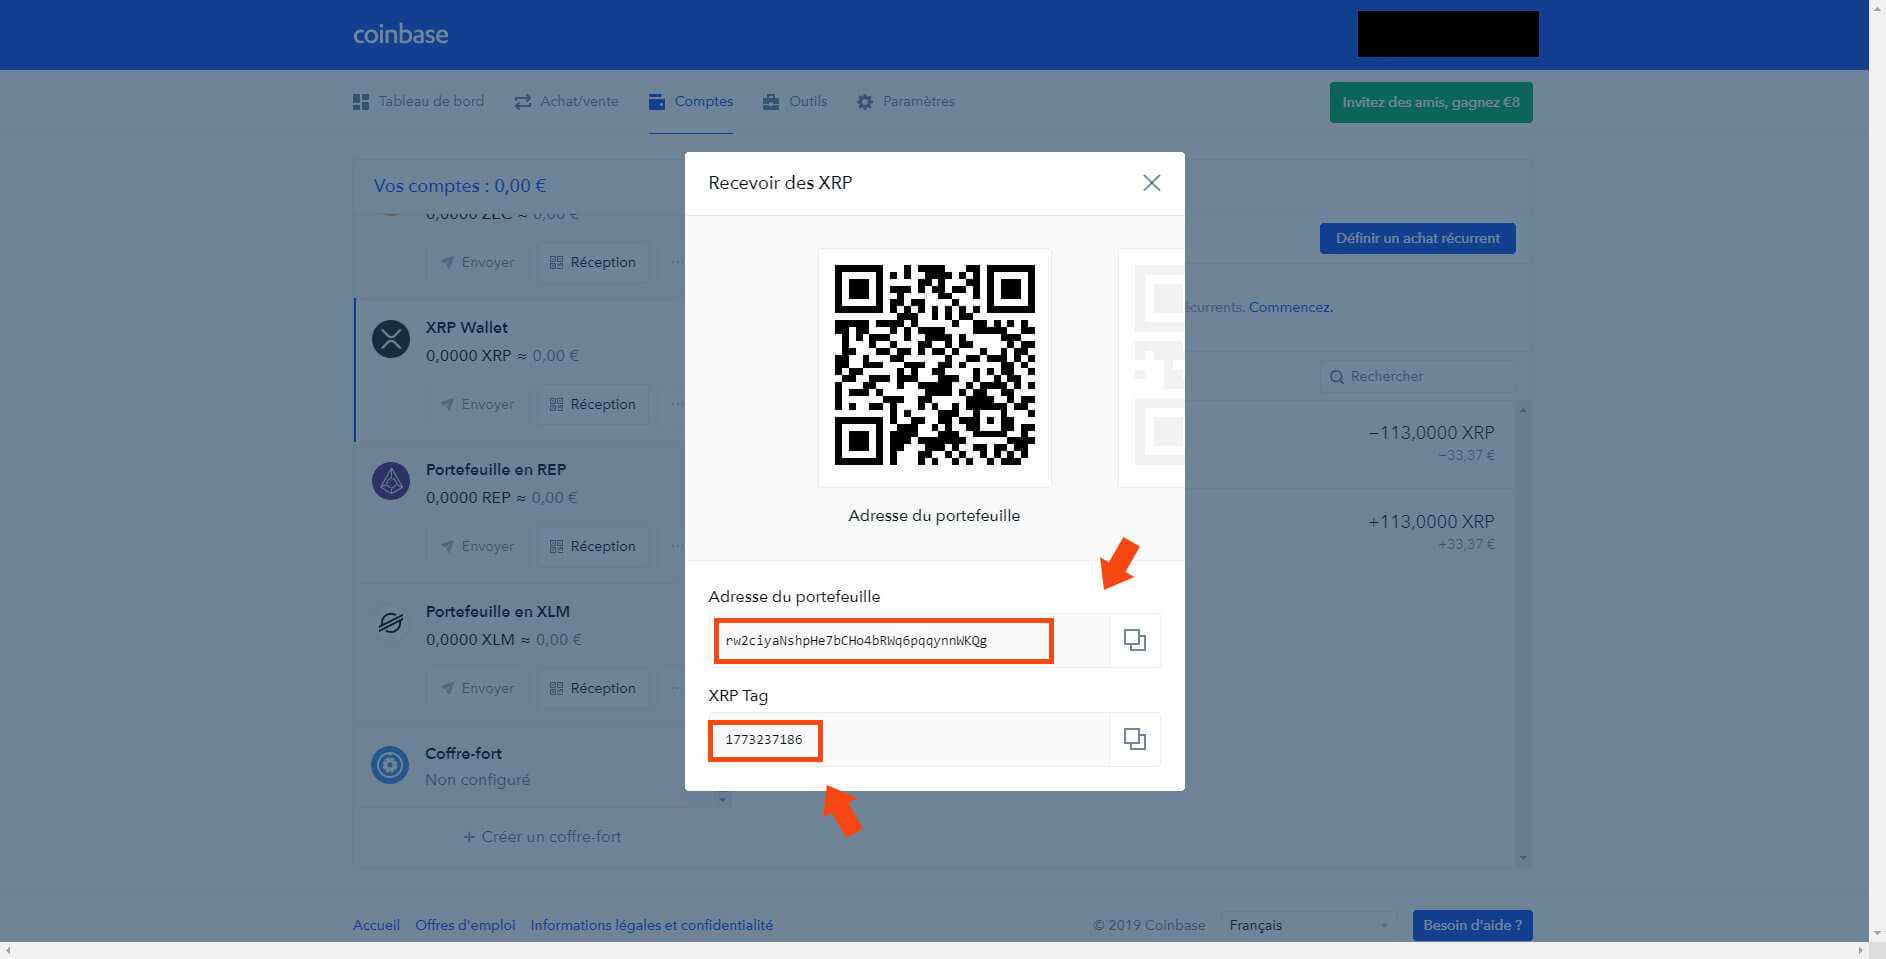 coinbase
Tableau de bord
Achat/vente
Comptes
Outils
Paramètres
Invitez des amis, gagnez €8
Vos comptes : 0,00 €
0,0000 ZEC ≈ 0,00 €
Envoyer
Réception
XRP Wallet
0,0000 XRP ≈ 0,00 €
Envoyer
Réception
Portefeuille en REP
0,0000 REP ≈ 0,00 €
Envoyer
Réception
Portefeuille en XLM
0,0000 XLM ≈ 0,00 €
Envoyer
Réception
Coffre-fort
Non configuré
+ Créer un coffre-fort
Recevoir des XRP
Adresse du portefeuille
Adresse du portefeuille
rw2ciyaNshpHe7bCHo4bRWq6pqqynnWKQg
XRP Tag
1773237186
Définir un achat récurrent
écurrents. Commencez.
Rechercher
−113,0000 XRP
−33,37 €
+113,0000 XRP
+33,37 €
Accueil
Offres d'emploi
Informations légales et confidentialité
© 2019 Coinbase
Français
Besoin d'aide ?